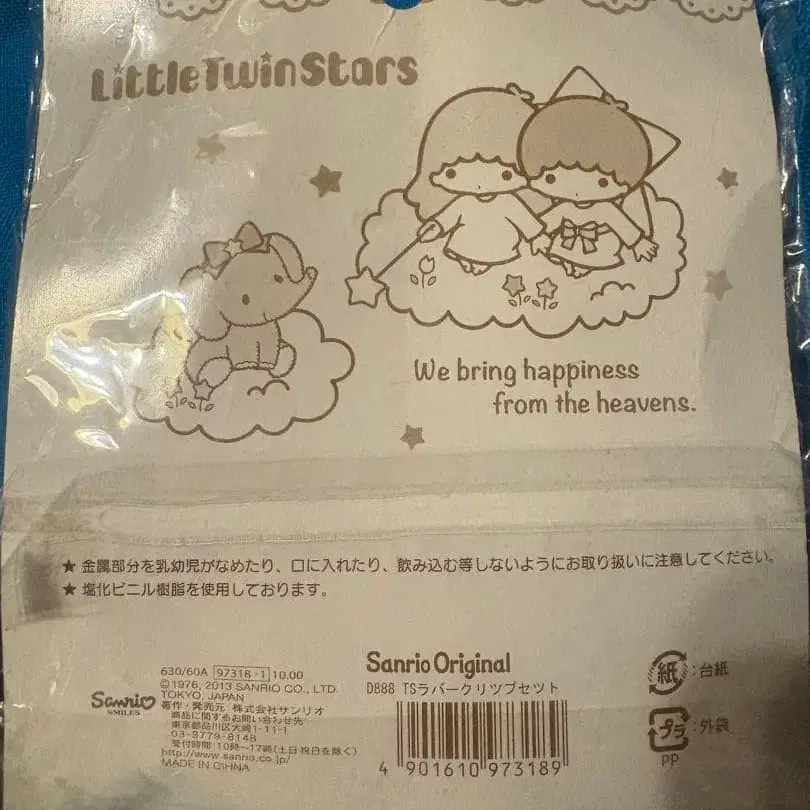 LittleTwinStars
We bring happiness
from the heavens.
★ 金属部分を乳幼児がなめたり、口に入れたり、飲み込む等しないようにお取り扱いに注意してください。
★ 塩化ビニル樹脂を使用しております。
630/60A 97318-1 10.00
©1976, 2013 SANRIO CO., LTD.
TOKYO, JAPAN
著作・発売元 株式会社サンリオ
商品に関するお問い合わせ先
東京都品川区大崎1-11-1
03-3779-8148
受付時間10時〜17時(土日祝日を除く)
http://www.sanrio.co.jp/
MADE IN CHINA
Sanrio
SMILES
Sanrio Original
D888 TSラバークリツプセツト
4 901610 973189
紙:台紙
プラ:外袋
PP